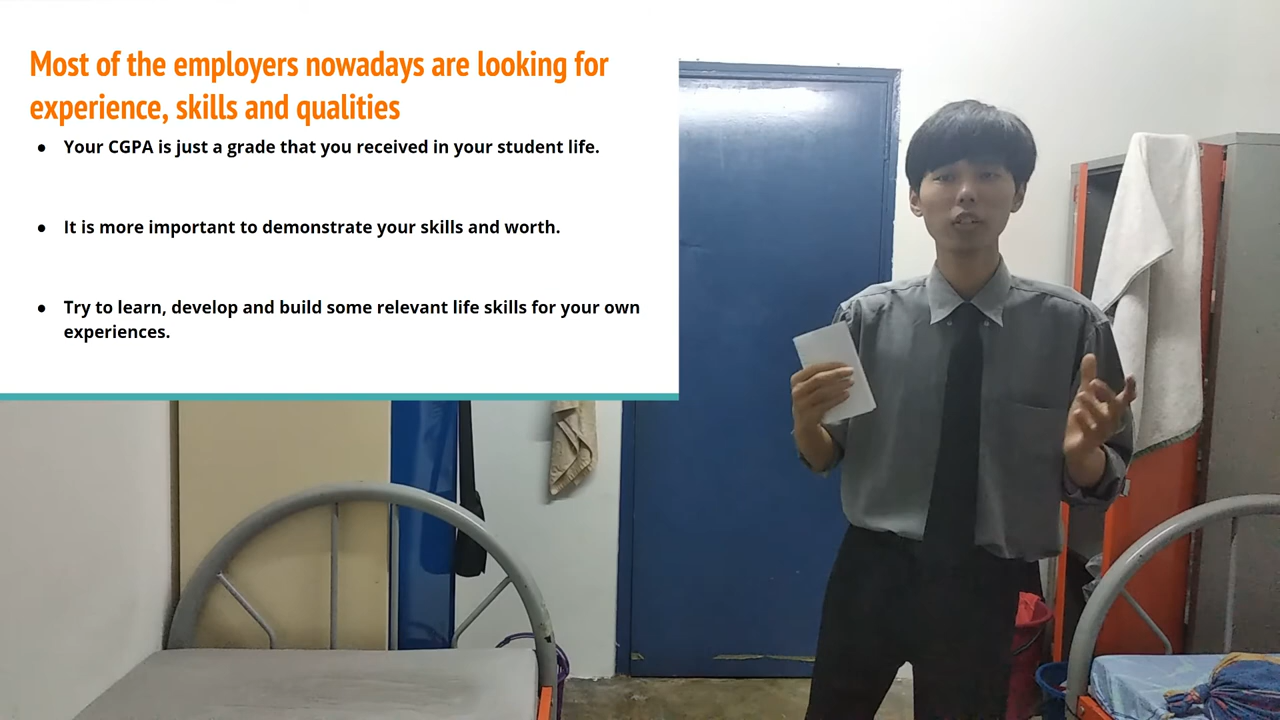 Most of the employers nowadays are looking for
experience, skills and qualities
● Your CGPA is just a grade that you received in your student life.
● It is more important to demonstrate your skills and worth.
● Try to learn, develop and build some relevant life skills for your own
experiences.